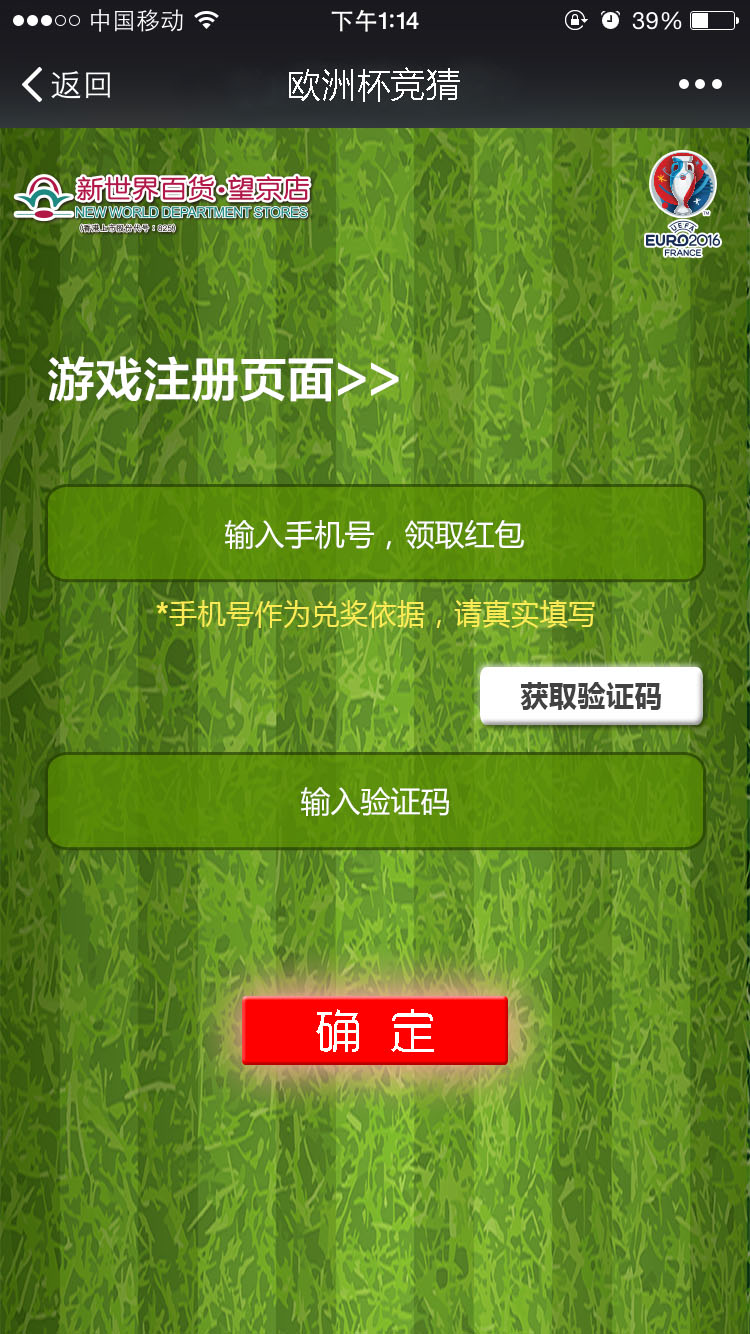 中国移动 下午1:14 39%
返回 欧洲杯竞猜
新世界百货·望京店
NEW WORLD DEPARTMENT STORES
(香港上市股份代号：825)
UEFA
EURO2016
FRANCE
游戏注册页面>>
输入手机号，领取红包
*手机号作为兑奖依据，请真实填写
获取验证码
输入验证码
确 定